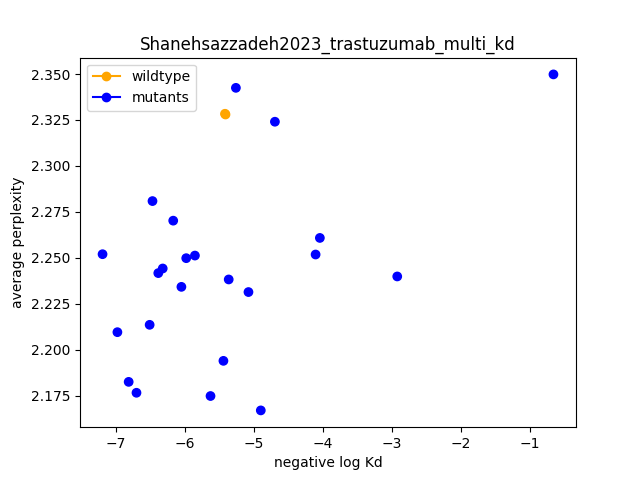 Shanehsazzadeh2023_trastuzumab_multi_kd
wildtype
mutants
2.350
2.325
2.300
2.275
2.250
2.225
2.200
2.175
average perplexity
−7 −6 −5 −4 −3 −2 −1
negative log Kd